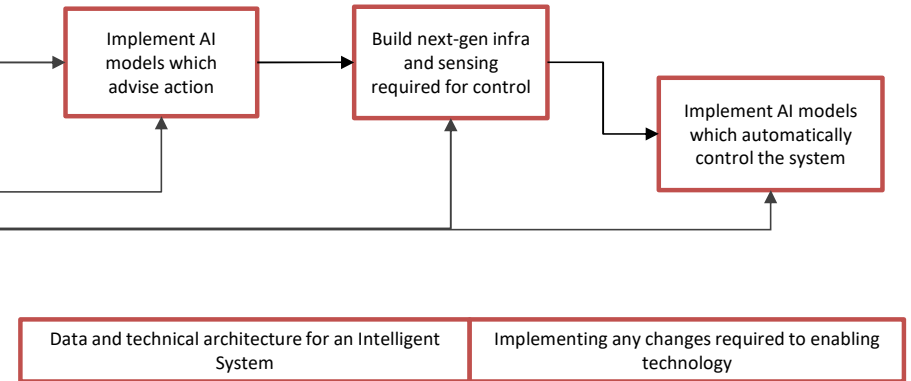 Implement AI
models which
advise action
Build next-gen infra
and sensing
required for control
Implement AI models
which automatically
control the system
Data and technical architecture for an Intelligent
System
Implementing any changes required to enabling
technology